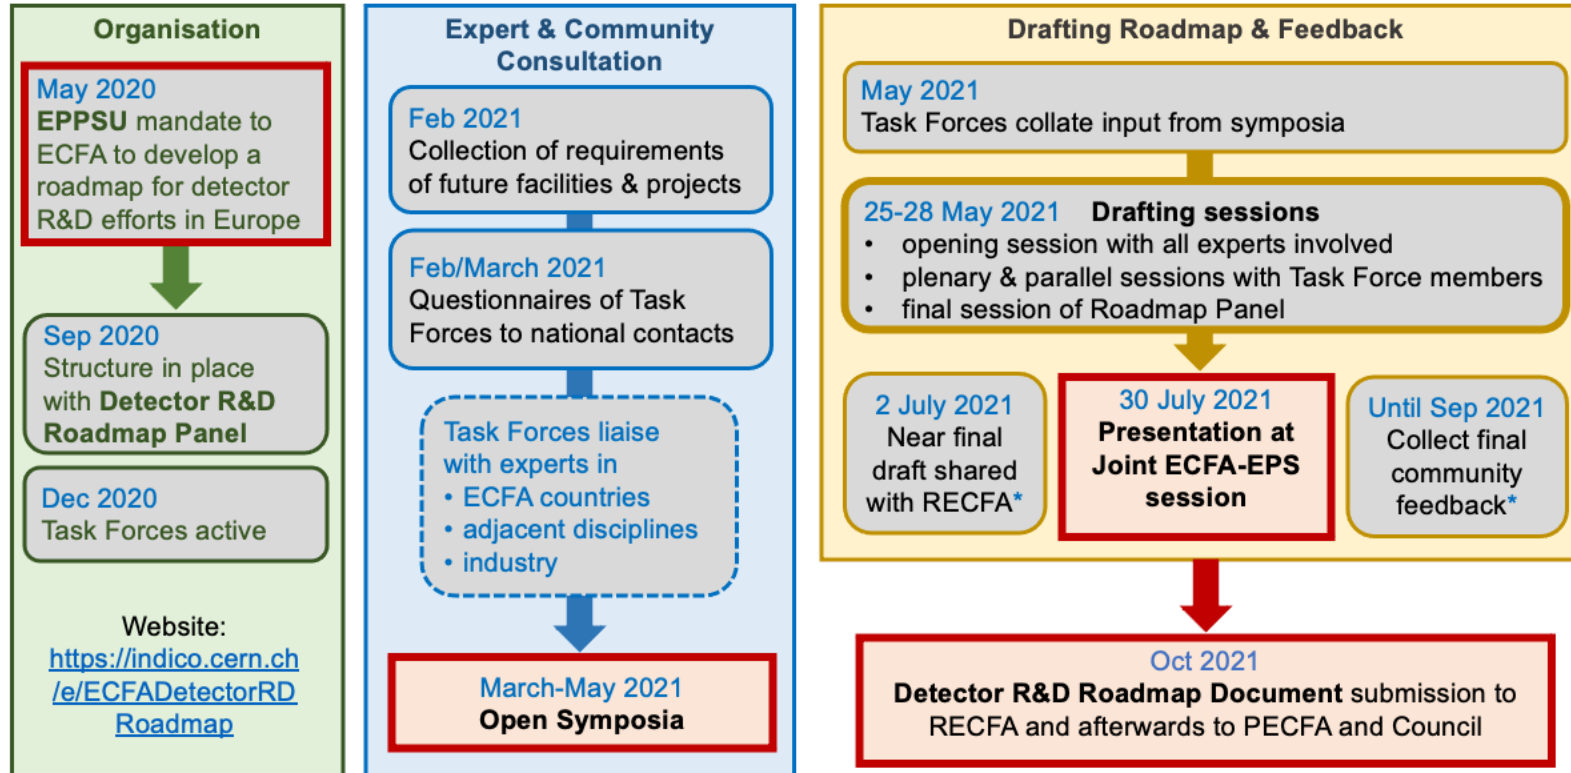 Organisation
May 2020
EPPSU mandate to
ECFA to develop a
roadmap for detector
R&D efforts in Europe
Sep 2020
Structure in place
with Detector R&D
Roadmap Panel
Dec 2020
Task Forces active
Website:
https://indico.cern.ch
/e/ECFADetectorRD
Roadmap
Expert & Community
Consultation
Feb 2021
Collection of requirements
of future facilities & projects
Feb/March 2021
Questionnaires of Task
Forces to national contacts
Task Forces liaise
with experts in
• ECFA countries
• adjacent disciplines
• industry
March-May 2021
Open Symposia
Drafting Roadmap & Feedback
May 2021
Task Forces collate input from symposia
25-28 May 2021 Drafting sessions
• opening session with all experts involved
• plenary & parallel sessions with Task Force members
• final session of Roadmap Panel
2 July 2021
Near final
draft shared
with RECFA*
30 July 2021
Presentation at
Joint ECFA-EPS
session
Until Sep 2021
Collect final
community
feedback*
Oct 2021
Detector R&D Roadmap Document submission to
RECFA and afterwards to PECFA and Council